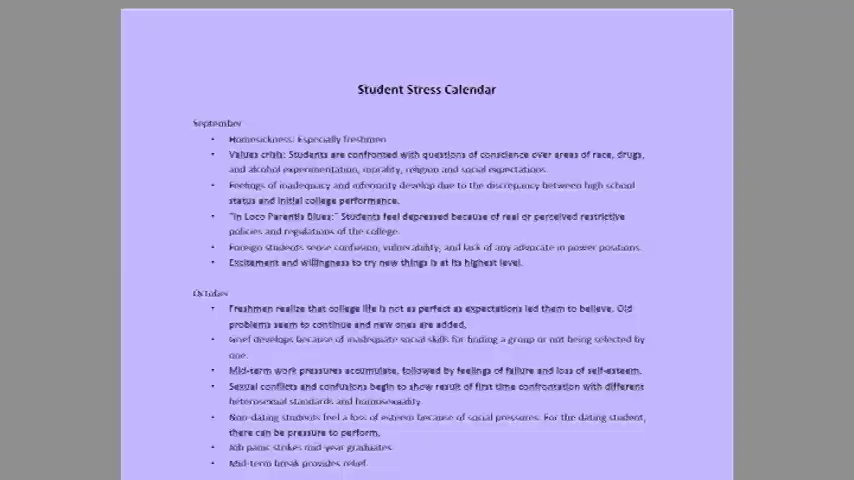 Student Stress Calendar
September
• Homesickness: Especially freshmen
• Values crisis: Students are confronted with questions of conscience over areas of race, drugs,
and alcohol experimentation, morality, religion and social expectations.
• Feelings of inadequacy and inferiority develop due to the discrepancy between high school
status and initial college performance.
• "In Loco Parentis Blues:" Students feel depressed because of real or perceived restrictive
policies and regulations of the college.
• Foreign students sense confusion, vulnerability, and lack of any advocate in power positions.
• Excitement and willingness to try new things is at its highest level.
October
• Freshmen realize that college life is not as perfect as expectations led them to believe. Old
problems seem to continue and new ones are added.
• Grief develops because of inadequate social skills for finding a group or not being selected by
one.
• Mid-term work pressures accumulate, followed by feelings of failure and loss of self-esteem.
• Sexual conflicts and confusions begin to show result of first time confrontation with different
heterosexual standards and homosexuality.
• Non-dating students feel a loss of esteem because of social pressures. For the dating student,
there can be pressure to perform.
• Job panic strikes mid-year graduates.
• Mid-term break provides relief.